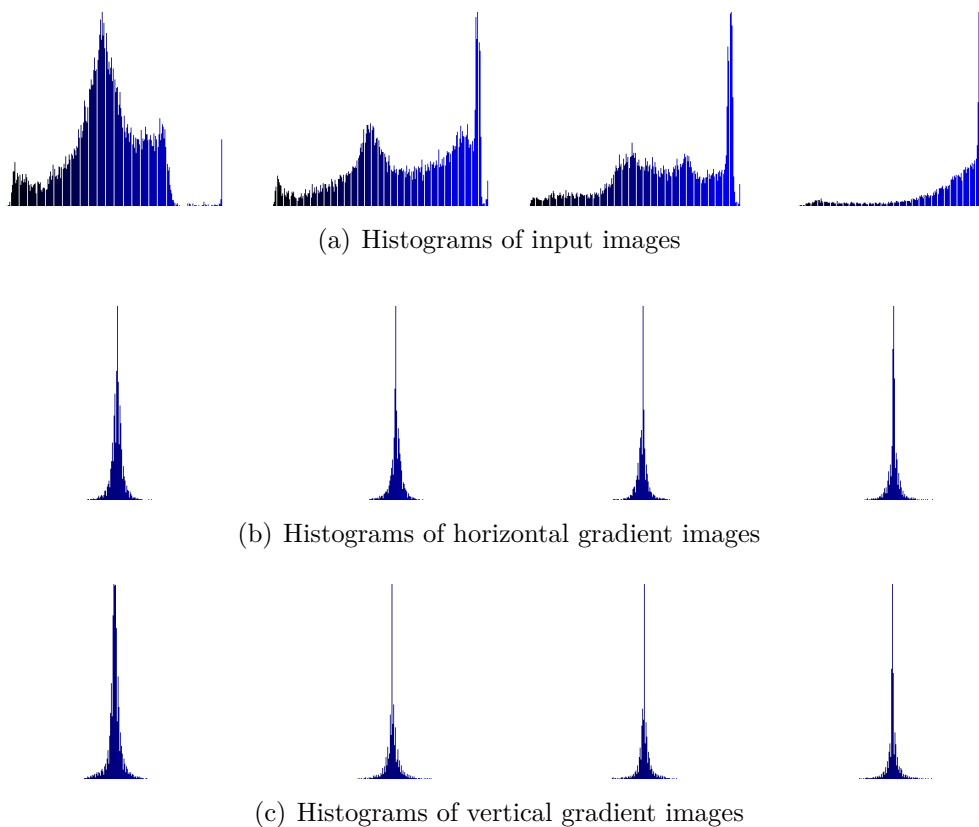 (a) Histograms of input images
(b) Histograms of horizontal gradient images
(c) Histograms of vertical gradient images